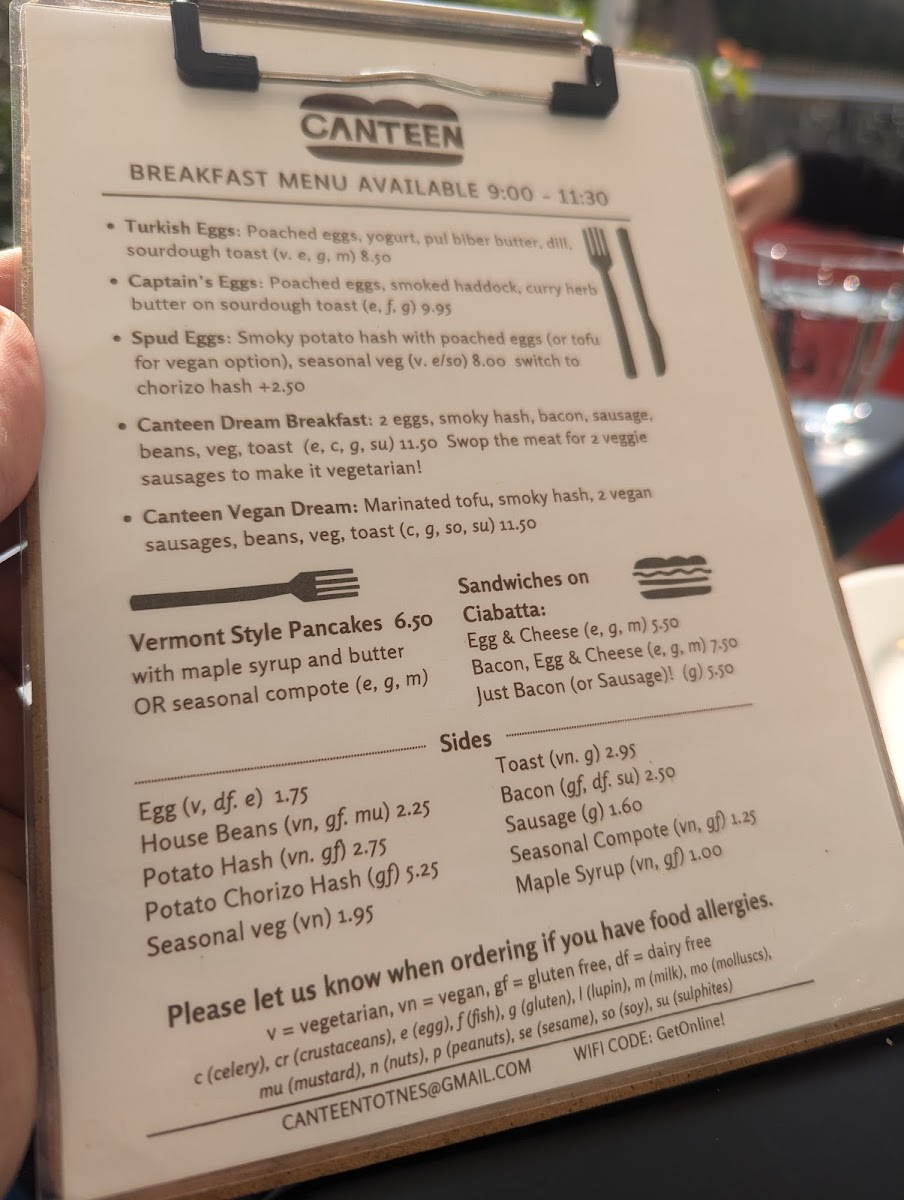 CANTEEN
BREAKFAST MENU AVAILABLE 9:00 - 11:30
• Turkish Eggs: Poached eggs, yogurt, pul biber butter, dill,
sourdough toast (v. e, g, m) 8.50
• Captain's Eggs: Poached eggs, smoked haddock, curry herb
butter on sourdough toast (e, f, g) 9.95
• Spud Eggs: Smoky potato hash with poached eggs (or tofu
for vegan option), seasonal veg (v. e/so) 8.00 switch to
chorizo hash +2.50
• Canteen Dream Breakfast: 2 eggs, smoky hash, bacon, sausage,
beans, veg, toast (e, c, g, su) 11.50 Swop the meat for 2 veggie
sausages to make it vegetarian!
• Canteen Vegan Dream: Marinated tofu, smoky hash, 2 vegan
sausages, beans, veg, toast (c, g, so, su) 11.50
Vermont Style Pancakes 6.50
with maple syrup and butter
OR seasonal compote (e, g, m)
Sandwiches on
Ciabatta:
Egg & Cheese (e, g, m) 5.50
Bacon, Egg & Cheese (e, g, m) 7.50
Just Bacon (or Sausage)! (g) 5.50
Sides
Egg (v, df. e) 1.75
House Beans (vn, gf. mu) 2.25
Potato Hash (vn. gf) 2.75
Potato Chorizo Hash (gf) 5.25
Seasonal veg (vn) 1.95
Toast (vn. g) 2.95
Bacon (gf, df. su) 2.50
Sausage (g) 1.60
Seasonal Compote (vn, gf) 1.25
Maple Syrup (vn, gf) 1.00
Please let us know when ordering if you have food allergies.
v = vegetarian, vn = vegan, gf = gluten free, df = dairy free
c (celery), cr (crustaceans), e (egg), f (fish), g (gluten), l (lupin), m (milk), mo (molluscs),
mu (mustard), n (nuts), p (peanuts), se (sesame), so (soy), su (sulphites)
CANTEENTOTNES@GMAIL.COM WIFI CODE: GetOnline!